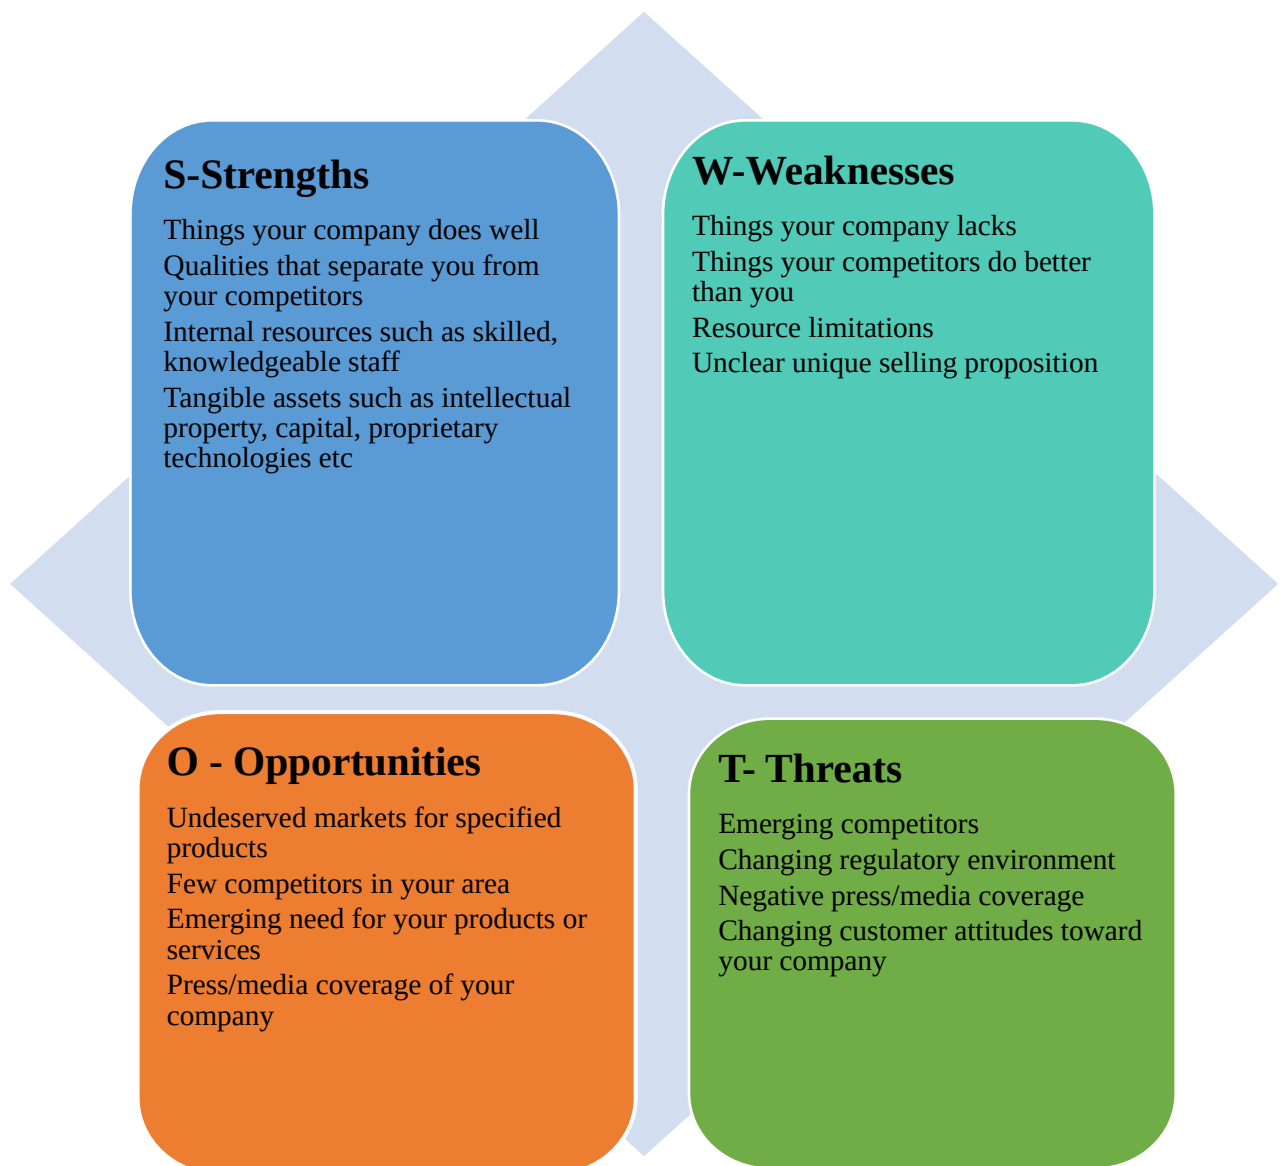 S-Strengths
Things your company does well
Qualities that separate you from
your competitors
Internal resources such as skilled,
knowledgeable staff
Tangible assets such as intellectual
property, capital, proprietary
technologies etc
W-Weaknesses
Things your company lacks
Things your competitors do better
than you
Resource limitations
Unclear unique selling proposition
O - Opportunities
Undeserved markets for specified
products
Few competitors in your area
Emerging need for your products or
services
Press/media coverage of your
company
T- Threats
Emerging competitors
Changing regulatory environment
Negative press/media coverage
Changing customer attitudes toward
your company